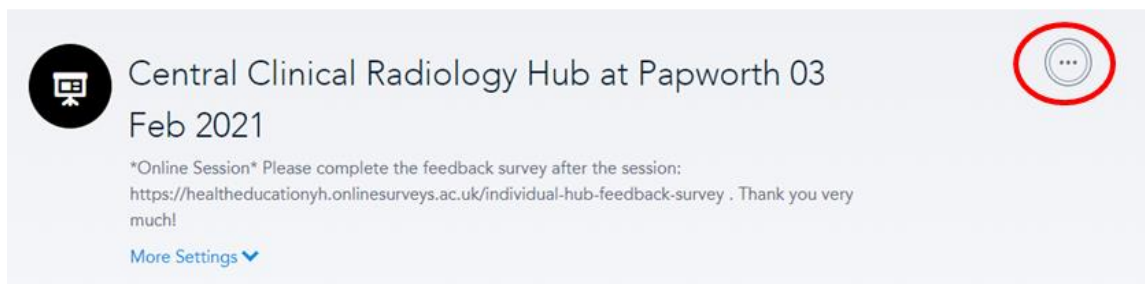 Central Clinical Radiology Hub at Papworth 03
Feb 2021
*Online Session* Please complete the feedback survey after the session:
https://healtheducationyh.onlinesurveys.ac.uk/individual-hub-feedback-survey . Thank you very
much!
More Settings